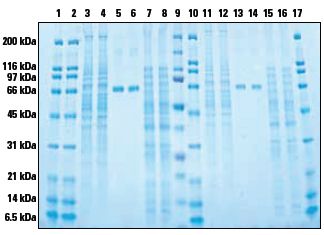 1 2 3 4 5 6 7 8 9 10 11 12 13 14 15 16 17
200 kDa
116 kDa
97 kDa
66 kDa
45 kDa
31 kDa
21 kDa
14 kDa
6.5 kDa